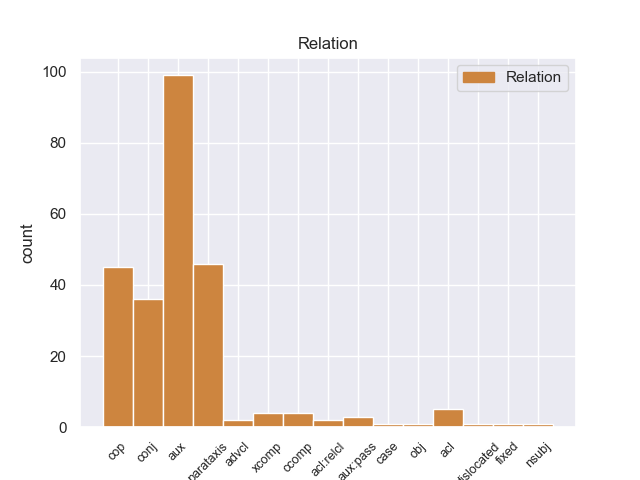 Relation
Relation
count
100
80
60
40
20
0
cop
conj
aux
parataxis
advcl
xcomp
ccomp
acl:relcl
aux:pass
case
obj
acl
fixed
nsubj